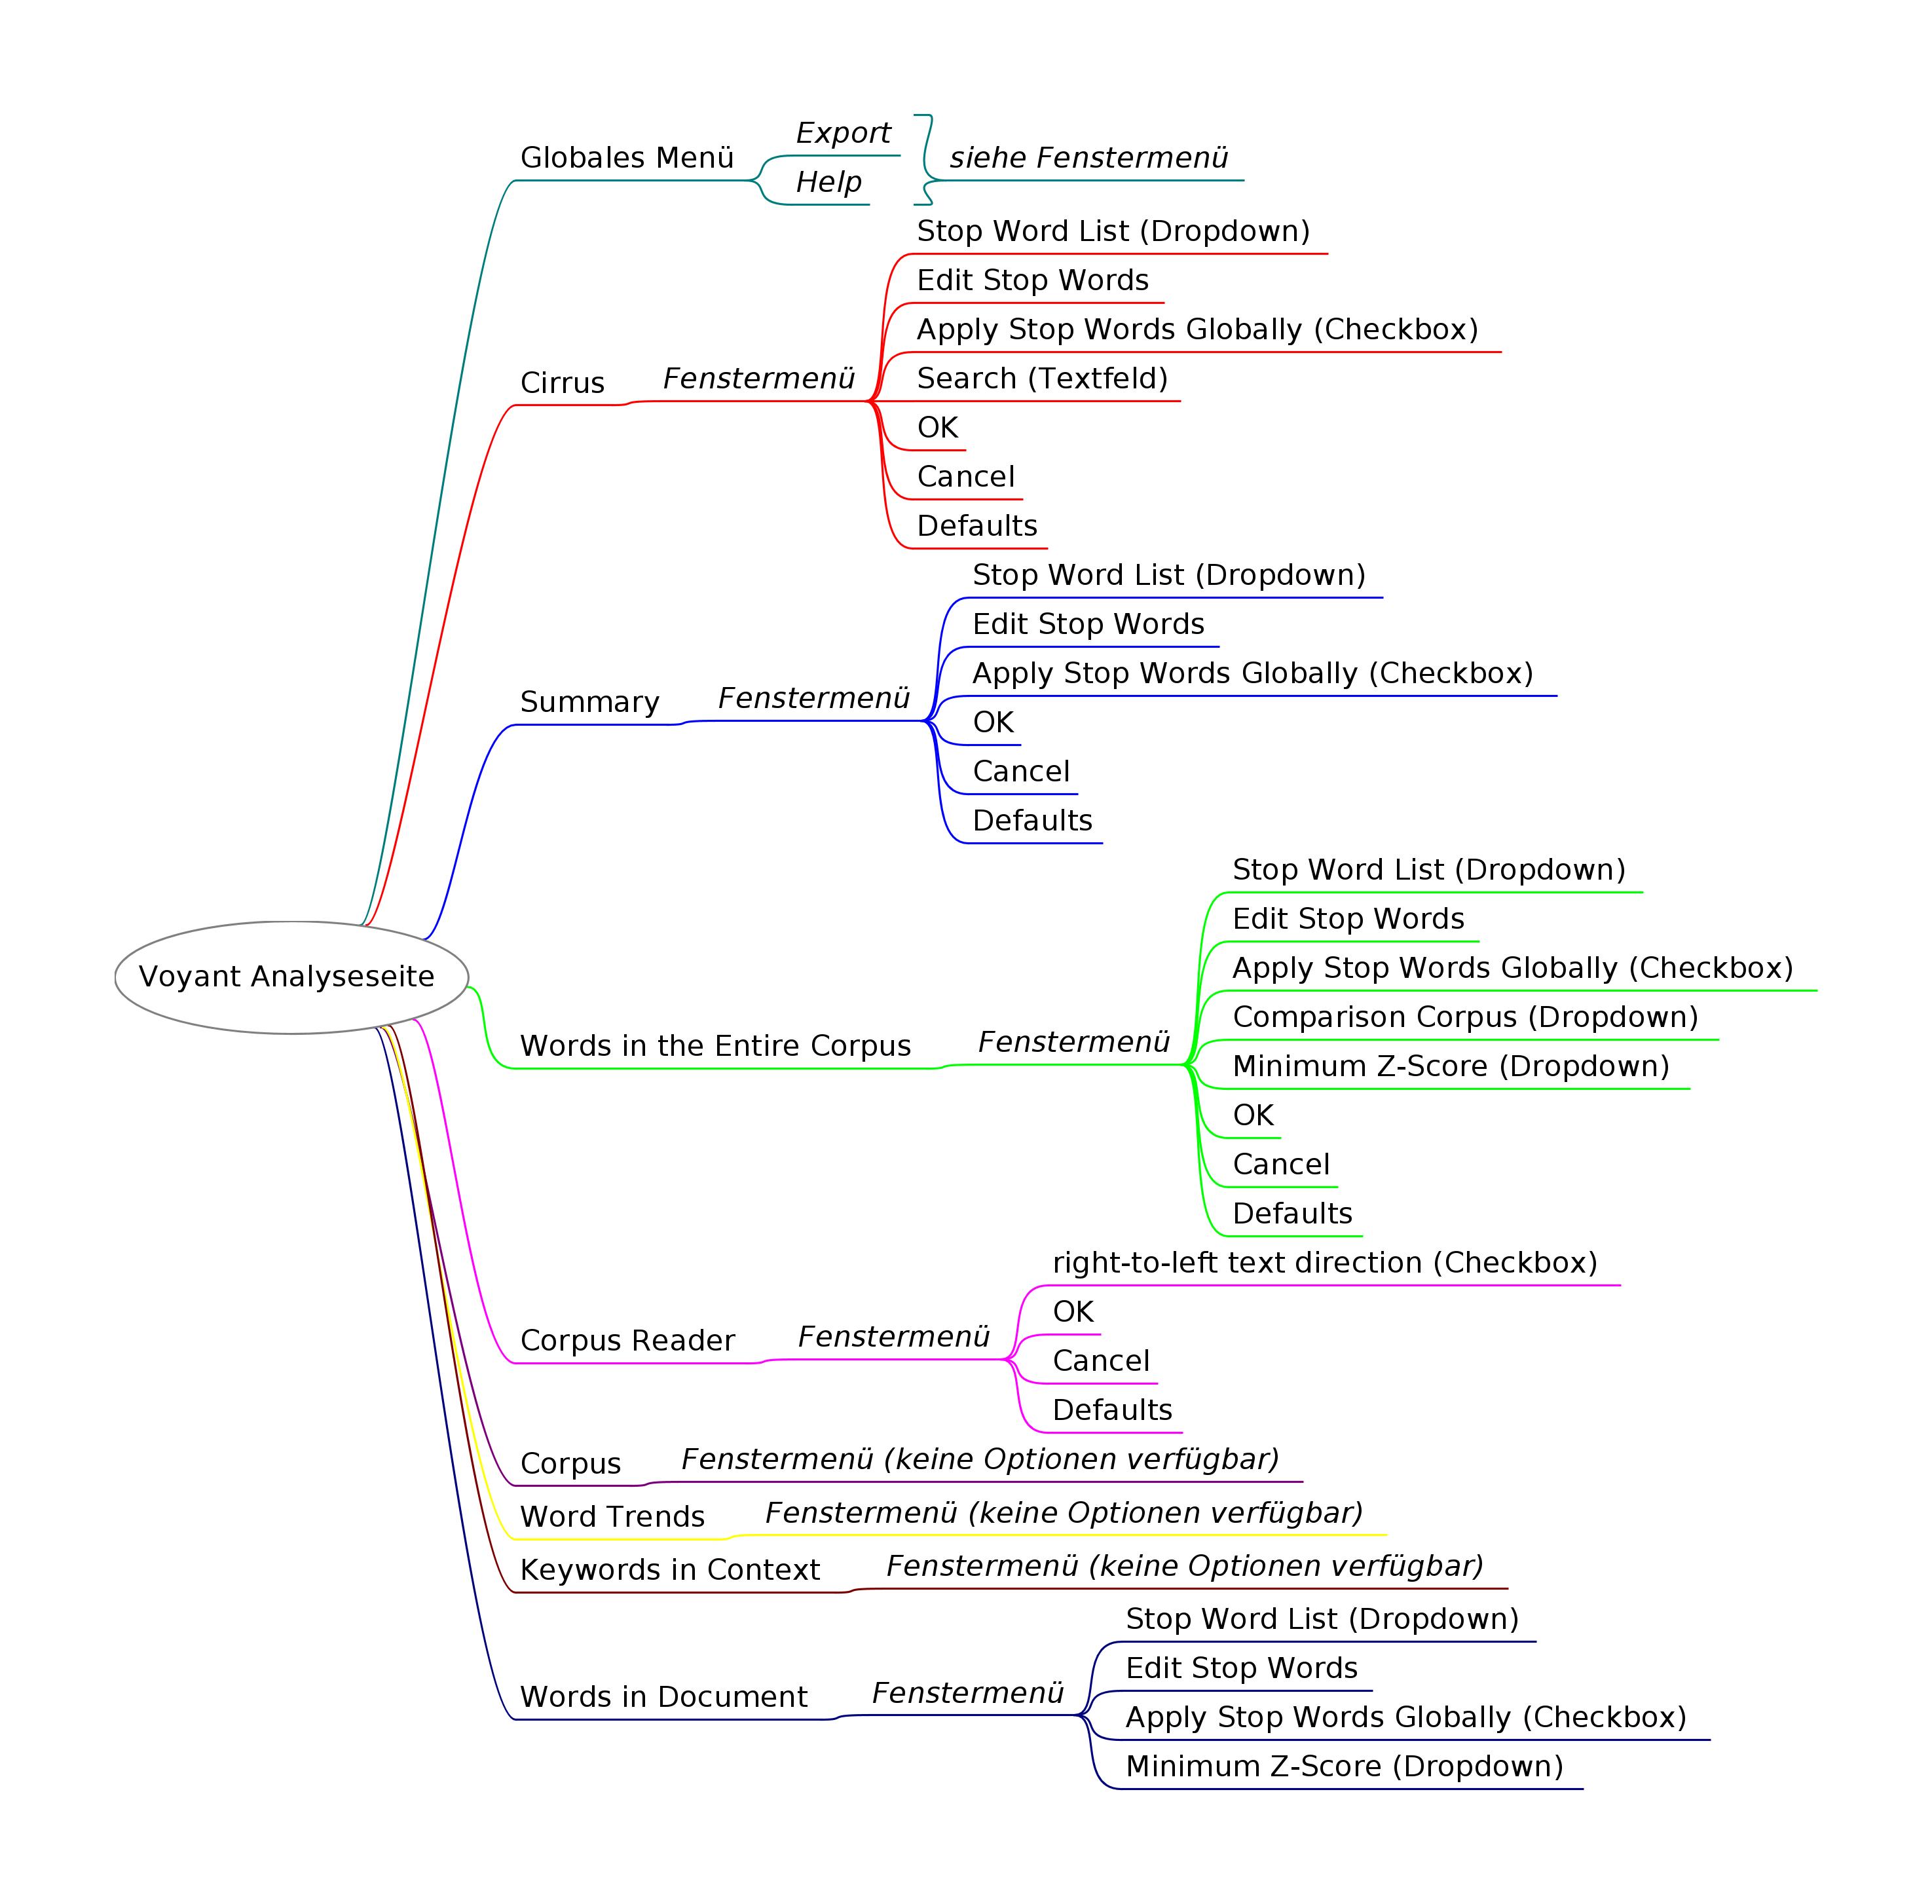 Export
Globales Menü
siehe Fenstermenü
Help
Stop Word List (Dropdown)
Edit Stop Words
Apply Stop Words Globally (Checkbox)
Cirrus
Fenstermenü
Search (Textfeld)
OK
Cancel
Defaults
Stop Word List (Dropdown)
Edit Stop Words
Apply Stop Words Globally (Checkbox)
Summary
Fenstermenü
OK
Cancel
Defaults
Voyant Analyseseite
Stop Word List (Dropdown)
Edit Stop Words
Apply Stop Words Globally (Checkbox)
Comparison Corpus (Dropdown)
Words in the Entire Corpus
Fenstermenü
Minimum Z-Score (Dropdown)
OK
Cancel
Defaults
right-to-left text direction (Checkbox)
OK
Corpus Reader
Fenstermenü
Cancel
Defaults
Corpus
Fenstermenü (keine Optionen verfügbar)
Word Trends
Fenstermenü (keine Optionen verfügbar)
Keywords in Context
Fenstermenü (keine Optionen verfügbar)
Stop Word List (Dropdown)
Edit Stop Words
Words in Document
Fenstermenü
Apply Stop Words Globally (Checkbox)
Minimum Z-Score (Dropdown)